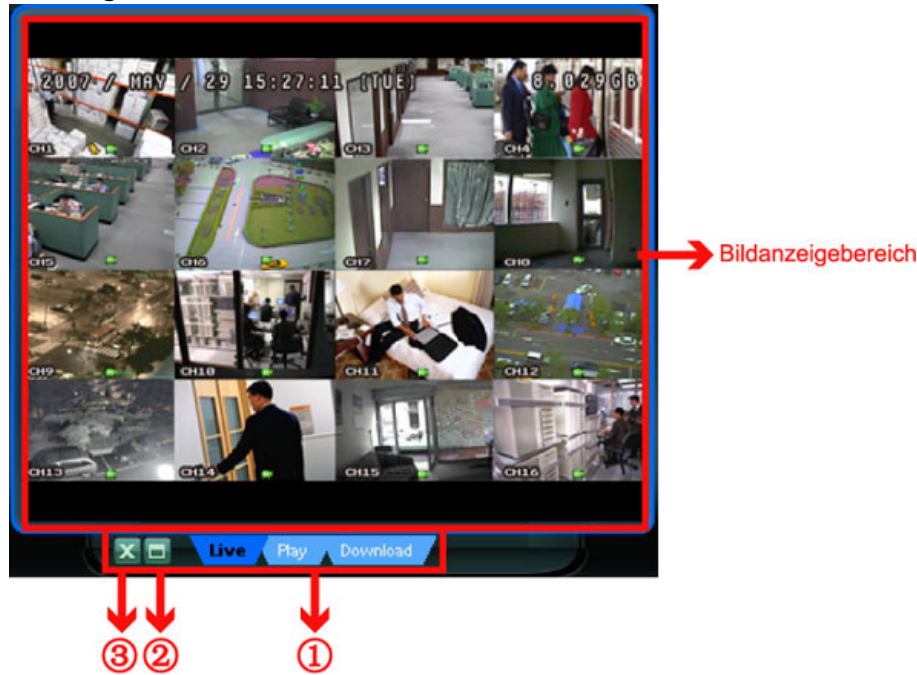 2007 / MAY / 29 15:27:11 [TUE] 8.029GB
CH1 CH2 CH3 CH4
CH5 CH6 CH7 CH8
Bildanzeigebereich
CH9 CH10 CH11 CH12
CH13 CH14 CH15 CH16
X Live Play Download
③ ② ①